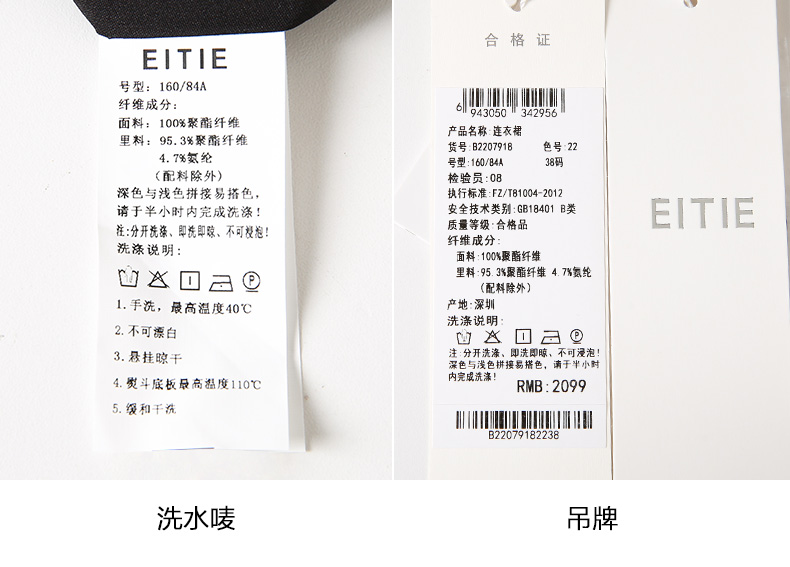 EITIE
号型: 160/84A
纤维成分:
面料: 100%聚酯纤维
里料: 95.3%聚酯纤维
4.7%氨纶
(配料除外)
深色与浅色拼接易搭色,
请于半小时内完成洗涤!
注:分开洗涤、即洗即晾、不可浸泡!
洗涤说明:
P
1.手洗, 最高温度40℃
2.不可漂白
3.悬挂晾干
4.熨斗底板最高温度110℃
5.缓和干洗
洗水唛
合格证
6 943050 342956
产品名称:连衣裙
货号:B2207918 色号:22
号型:160/84A 38码
检验员:08
执行标准:FZ/T81004-2012
安全技术类别:GB18401 B类
质量等级:合格品
纤维成分:
面料:100%聚酯纤维
里料:95.3%聚酯纤维 4.7%氨纶
(配料除外)
产地:深圳
洗涤说明:
P
注:分开洗涤、即洗即晾、不可浸泡!
深色与浅色拼接易搭色, 请于半小时
内完成洗涤!
RMB:2099
B22079182238
EITIE
吊牌